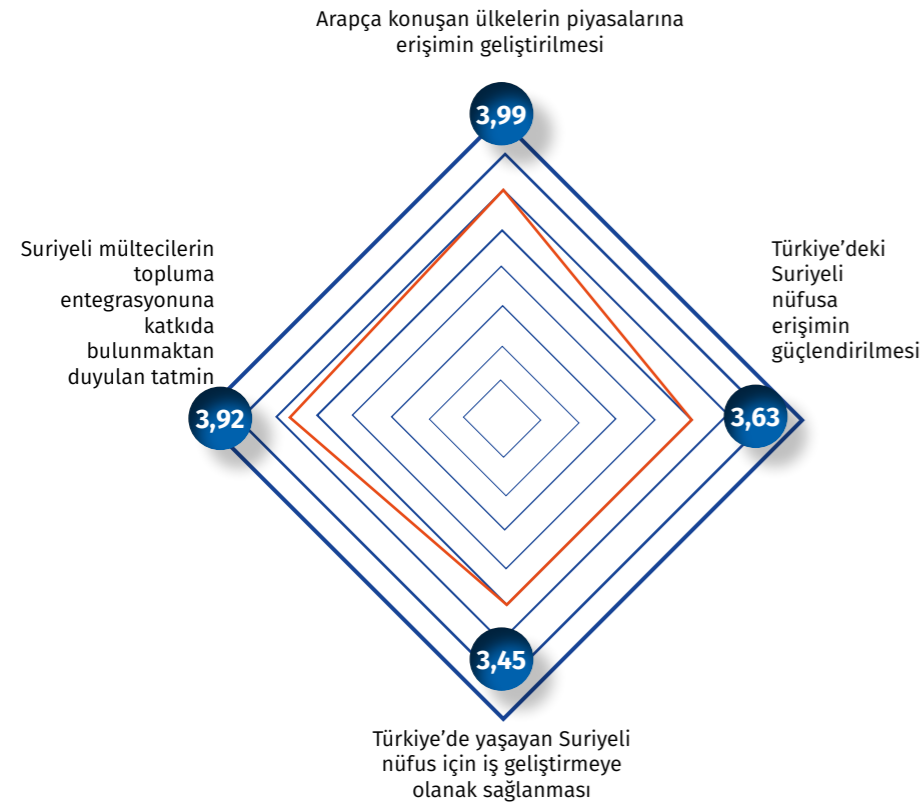 Arapça konuşan ülkelerin piyasalarına
erişimin geliştirilmesi
3,99
Suriyeli mültecilerin
topluma
entegrasyonuna
katkıda
bulunmaktan
duyulan tatmin
3,92
Türkiye’deki
Suriyeli
nüfusa
erişimin
güçlendirilmesi
3,63
3,45
Türkiye’de yaşayan Suriyeli
nüfus için iş geliştirmeye
olanak sağlanması